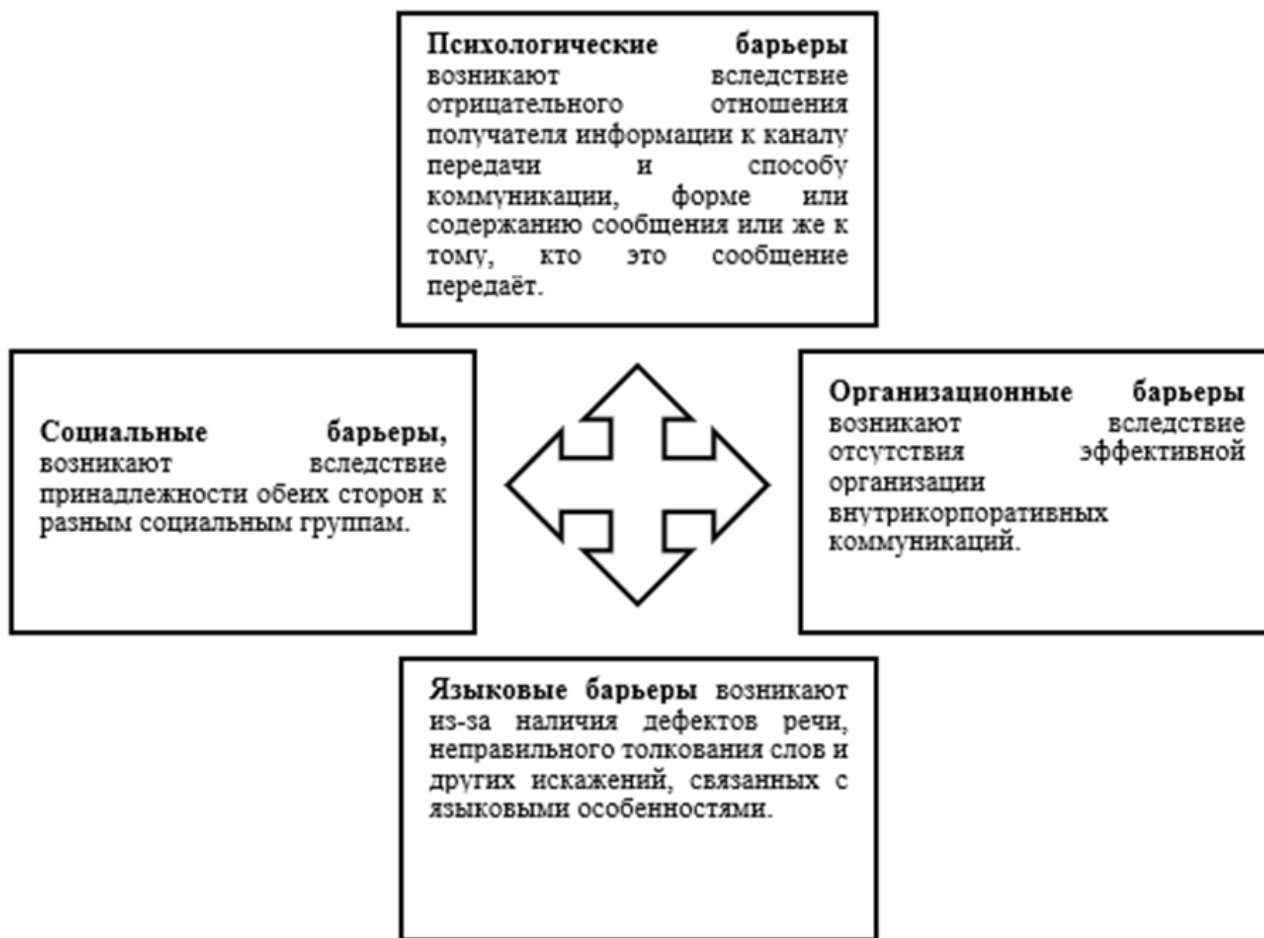 Психологические барьеры
возникают вследствие
отрицательного отношения
получателя информации к каналу
передачи и способу
коммуникации, форме или
содержанию сообщения или же к
тому, кто это сообщение
передаёт.
Социальные барьеры,
возникают вследствие
принадлежности обеих сторон к
разным социальным группам.
Организационные барьеры
возникают вследствие
отсутствия эффективной
организации
внутрикорпоративных
коммуникаций.
Языковые барьеры возникают
из-за наличия дефектов речи,
неправильного толкования слов и
других искажений, связанных с
языковыми особенностями.